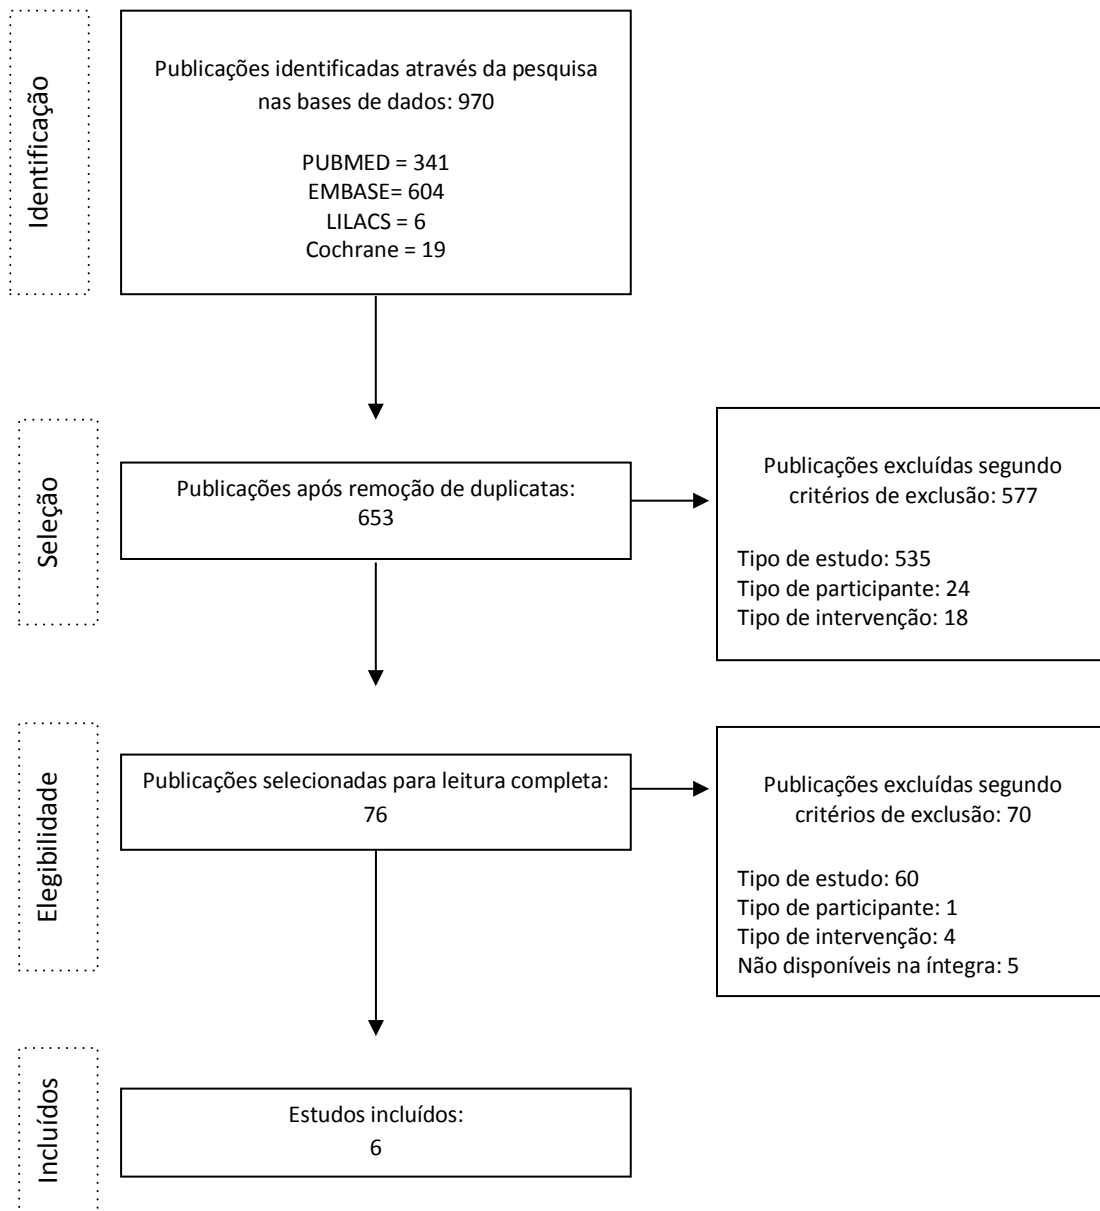 Identificação
Publicações identificadas através da pesquisa
nas bases de dados: 970
PUBMED = 341
EMBASE= 604
LILACS = 6
Cochrane = 19
Seleção
Publicações após remoção de duplicatas:
653
Publicações excluídas segundo
critérios de exclusão: 577
Tipo de estudo: 535
Tipo de participante: 24
Tipo de intervenção: 18
Elegibilidade
Publicações selecionadas para leitura completa:
76
Publicações excluídas segundo
critérios de exclusão: 70
Tipo de estudo: 60
Tipo de participante: 1
Tipo de intervenção: 4
Não disponíveis na íntegra: 5
Incluídos
Estudos incluídos:
6